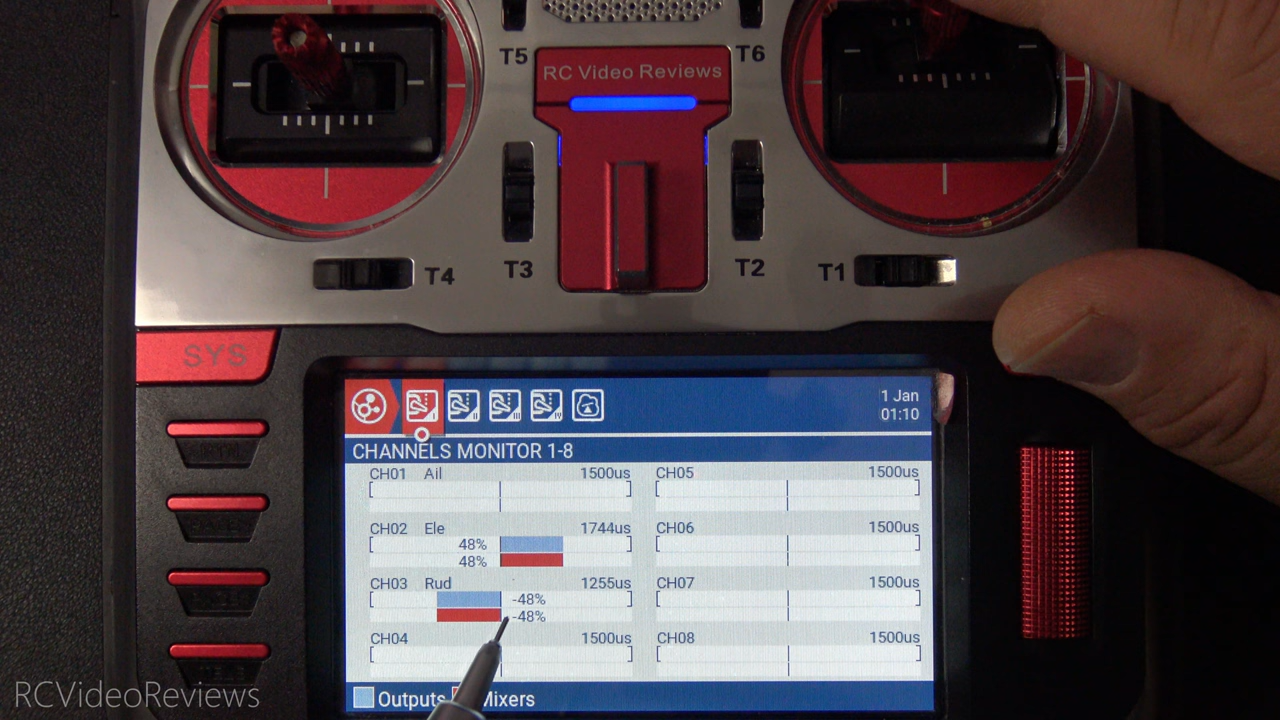 T5
T6
RC Video Reviews
T4
T3
T2
T1
SYS
1 Jan
01:10
CHANNELS MONITOR 1-8
CH01 Ail 1500us
CH02 Ele 1744us
48%
48%
CH03 Rud 1255us
-48%
-48%
CH04 1500us
CH05 1500us
CH06 1500us
CH07 1500us
CH08 1500us
Outputs Mixers
RCVideoReviews